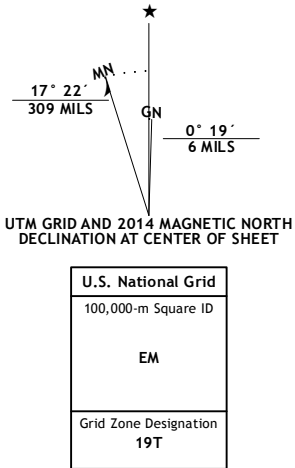 ★
MN
17° 22´
309 MILS
GN
0° 19´
6 MILS
UTM GRID AND 2014 MAGNETIC NORTH
DECLINATION AT CENTER OF SHEET
U.S. National Grid
100,000-m Square ID
EM
Grid Zone Designation
19T